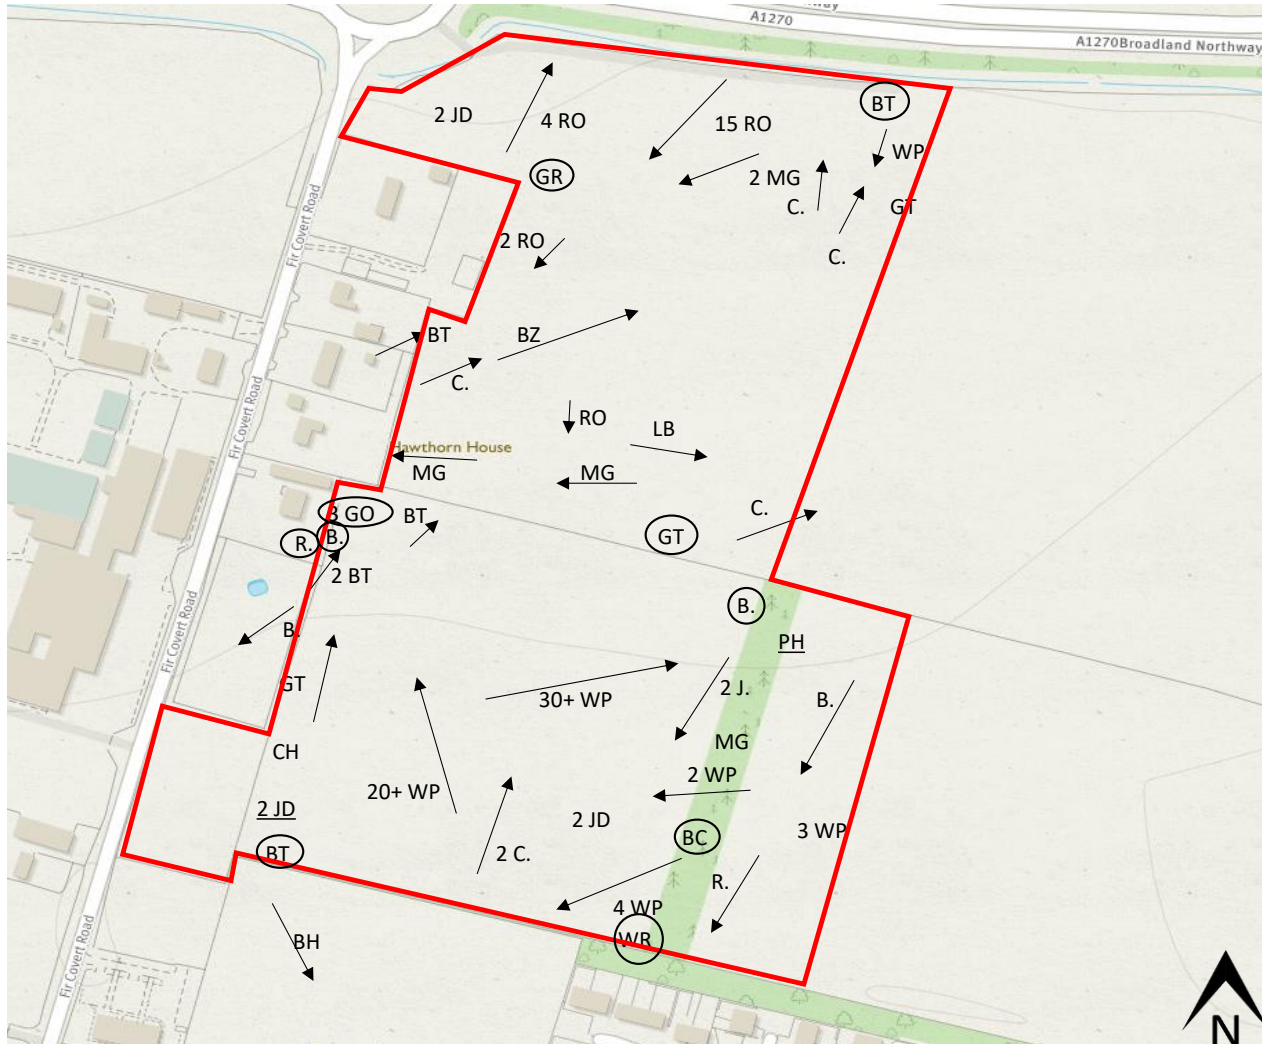 way
A1270
A1270Broadland Northway
BT
2 JD
4 RO
15 RO
WP
GR
2 MG
C.
GT
Fir Covert Road
2 RO
C.
BZ
BT
C.
Fir Covert Road
RO
LB
Hawthorn House
MG
MG
C.
3 GO
BT
GT
R.
B.
2 BT
B.
B.
PH
Fir Covert Road
GT
2 J.
B.
30+ WP
MG
CH
2 WP
20+ WP
2 JD
2 JD
3 WP
BC
BT
2 C.
R.
4 WP
WR
BH
Fir Covert Road
N